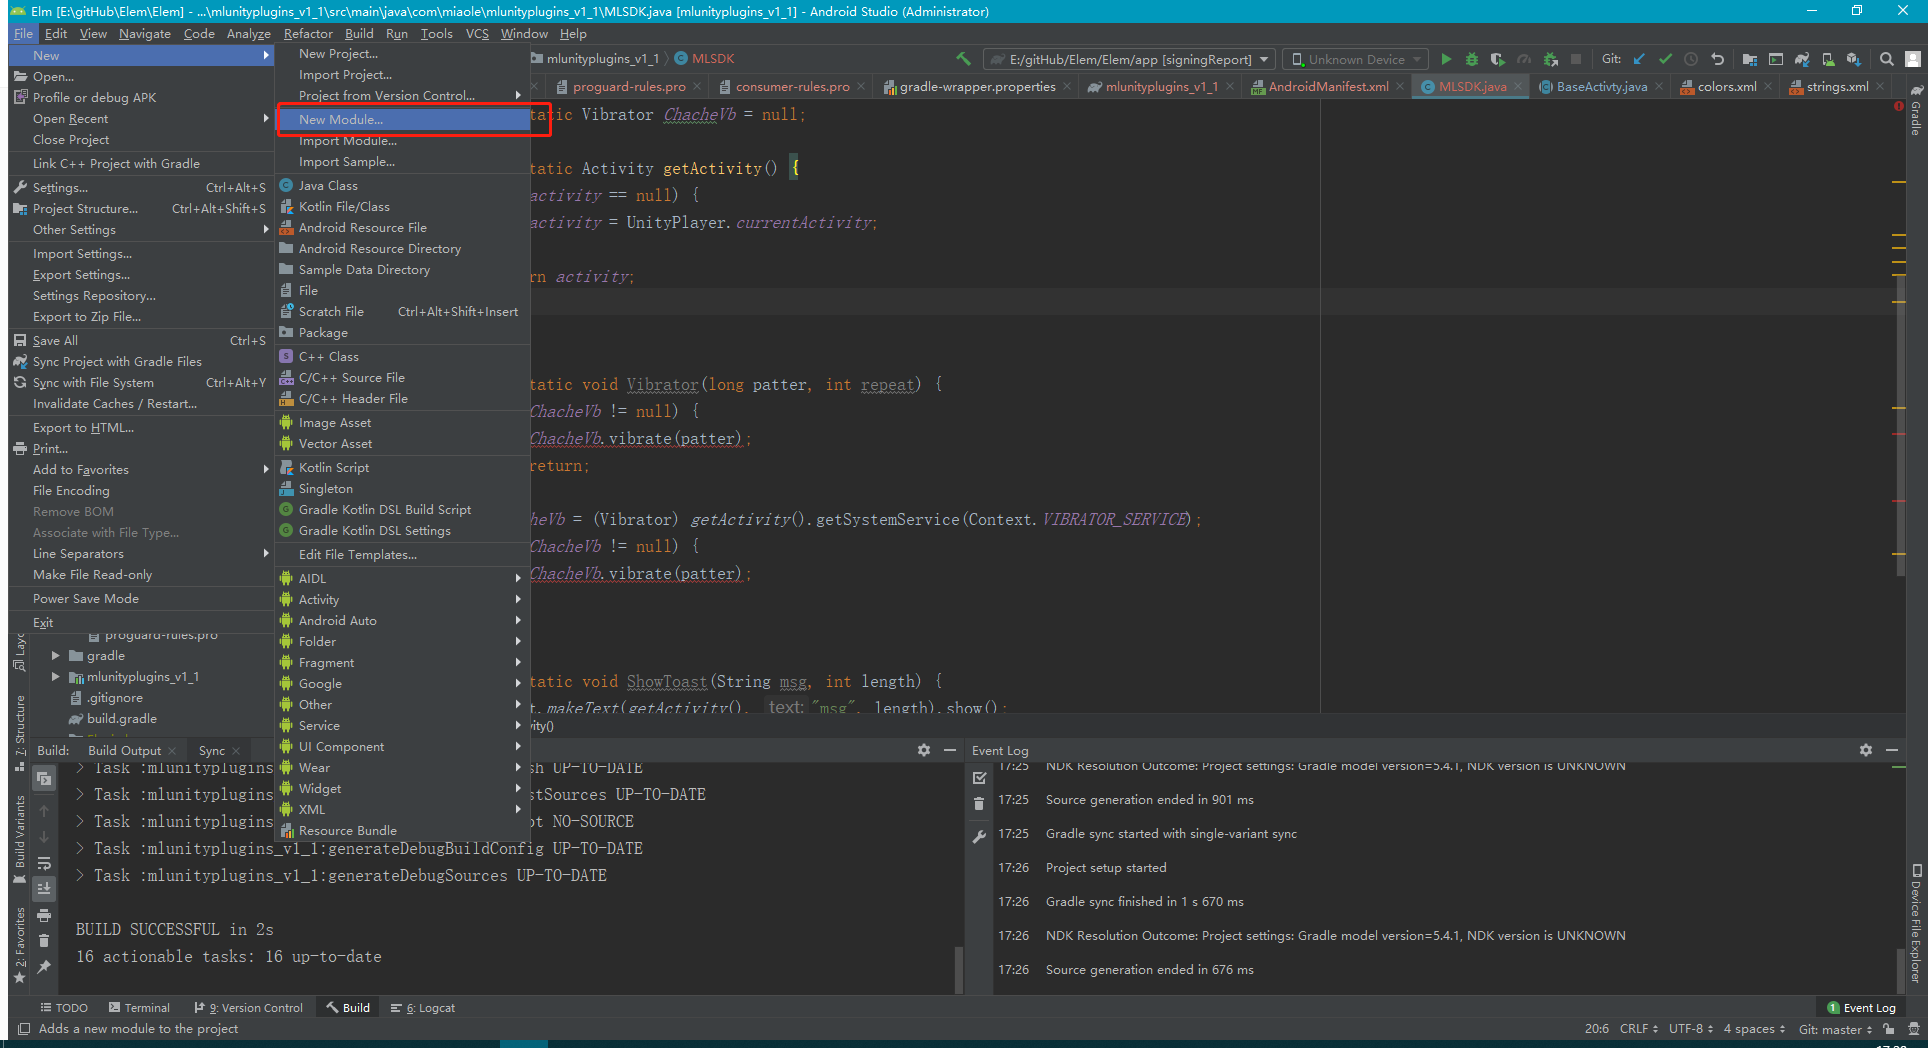 Elm [E:\gitHub\Elem\Elem] - ...\mlunityplugins_v1_1\src\main\java\com\miaole\mlunityplugins_v1_1\MLSDK.java [mlunityplugins_v1_1] - Android Studio (Administrator)
File Edit View Navigate Code Analyze Refactor Build Run Tools VCS Window Help
mlunityplugins_v1_1 MLSDK E:/gitHub/Elem/Elem/app [signingReport] Unknown Device Git:
proguard-rules.pro consumer-rules.pro gradle-wrapper.properties mlunityplugins_v1_1 AndroidManifest.xml MLSDK.java BaseActivty.java colors.xml strings.xml
New
Open...
Profile or debug APK
Open Recent
Close Project
Link C++ Project with Gradle
Settings... Ctrl+Alt+S
Project Structure... Ctrl+Alt+Shift+S
Other Settings
Import Settings...
Export Settings...
Settings Repository...
Export to Zip File...
Save All Ctrl+S
Sync Project with Gradle Files
Sync with File System Ctrl+Alt+Y
Invalidate Caches / Restart...
Export to HTML...
Print...
Add to Favorites
File Encoding
Remove BOM
Associate with File Type...
Line Separators
Make File Read-only
Power Save Mode
Exit
New Project...
Import Project...
Project from Version Control...
New Module...
Import Module...
Import Sample...
Java Class
Kotlin File/Class
Android Resource File
Android Resource Directory
Sample Data Directory
File
Scratch File Ctrl+Alt+Shift+Insert
Package
C++ Class
C/C++ Source File
C/C++ Header File
Image Asset
Vector Asset
Kotlin Script
Singleton
Gradle Kotlin DSL Build Script
Gradle Kotlin DSL Settings
Edit File Templates...
AIDL
Activity
Android Auto
Folder
Fragment
Google
Other
Service
UI Component
Wear
Widget
XML
Resource Bundle
tatic Vibrator ChacheVb = null;
tatic Activity getActivity() {
activity == null) {
activity = UnityPlayer.currentActivity;
rn activity;
tatic void Vibrator(long patter, int repeat) {
ChacheVb != null) {
ChacheVb.vibrate(patter);
return;
heVb = (Vibrator) getActivity().getSystemService(Context.VIBRATOR_SERVICE);
ChacheVb != null) {
ChacheVb.vibrate(patter);
tatic void ShowToast(String msg, int length) {
t.makeText(getActivity(), text: "msg", length).show();
vity()
proguard-rules.pro
gradle
mlunityplugins_v1_1
.gitignore
build.gradle
Gradle
Device File Explorer
7: Structure
Build Variants
2: Favorites
Build: Build Output Sync
> Task :mlunityplugins
sh UP-TO-DATE
> Task :mlunityplugins
stSources UP-TO-DATE
> Task :mlunityplugins
pt NO-SOURCE
> Task :mlunityplugins_v1_1:generateDebugBuildConfig UP-TO-DATE
> Task :mlunityplugins_v1_1:generateDebugSources UP-TO-DATE
BUILD SUCCESSFUL in 2s
16 actionable tasks: 16 up-to-date
Event Log
17:25 NDK Resolution Outcome: Project settings: Gradle model version=5.4.1, NDK version is UNKNOWN
17:25 Source generation ended in 901 ms
17:25 Gradle sync started with single-variant sync
17:26 Project setup started
17:26 Gradle sync finished in 1 s 670 ms
17:26 NDK Resolution Outcome: Project settings: Gradle model version=5.4.1, NDK version is UNKNOWN
17:26 Source generation ended in 676 ms
TODO Terminal 9: Version Control Build 6: Logcat 1 Event Log
Adds a new module to the project 20:6 CRLF UTF-8 4 spaces Git: master